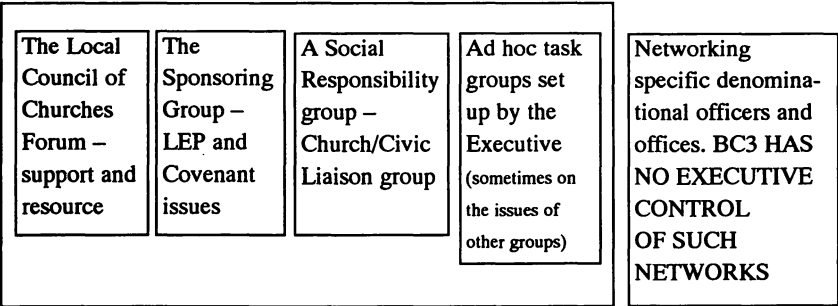 The Local
Council of
Churches
Forum –
support and
resource
The
Sponsoring
Group –
LEP and
Covenant
issues
A Social
Responsibility
group –
Church/Civic
Liaison group
Ad hoc task
groups set
up by the
Executive
(sometimes on
the issues of
other groups)
Networking
specific denomina-
tional officers and
offices. BC3 HAS
NO EXECUTIVE
CONTROL
OF SUCH
NETWORKS